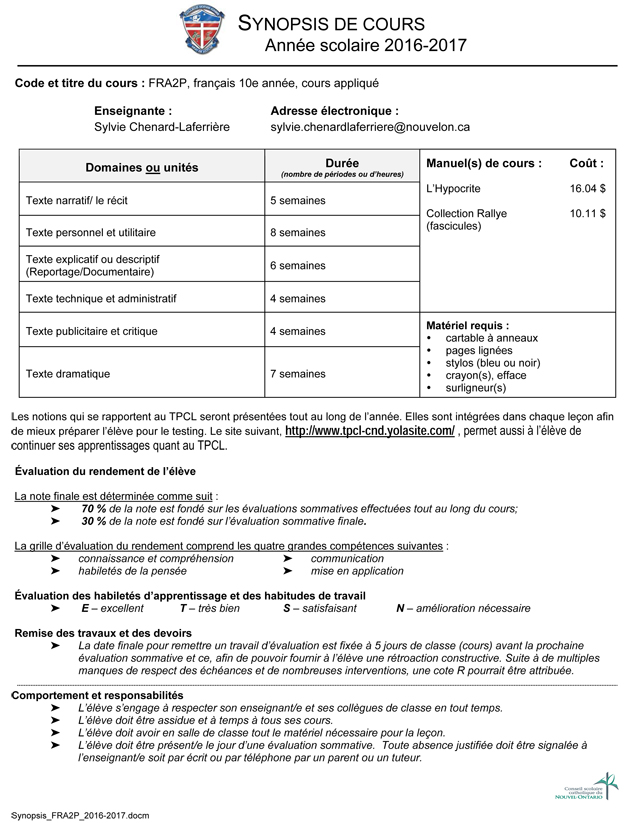 SYNOPSIS DE COURS
Année scolaire 2016-2017
Code et titre du cours : FRA2P, français 10e année, cours appliqué
Enseignante :
Sylvie Chenard-Laferrière
Adresse électronique :
sylvie.chenardlaferriere@nouvelon.ca
Domaines ou unités
Durée
(nombre de périodes ou d'heures)
Manuel(s) de cours : Coût :
Texte narratif/ le récit
5 semaines
L'Hypocrite 16.04 $
Collection Rallye 10.11 $
(fascicules)
Texte personnel et utilitaire
8 semaines
Texte explicatif ou descriptif
(Reportage/Documentaire)
6 semaines
Texte technique et administratif
4 semaines
Texte publicitaire et critique
4 semaines
Texte dramatique
7 semaines
Matériel requis :
• cartable à anneaux
• pages lignées
• stylos (bleu ou noir)
• crayon(s), efface
• surligneur(s)
Les notions qui se rapportent au TPCL seront présentées tout au long de l'année. Elles sont intégrées dans chaque leçon afin
de mieux préparer l'élève pour le testing. Le site suivant, http://www.tpcl-cnd.yolasite.com/ , permet aussi à l'élève de
continuer ses apprentissages quant au TPCL.
Évaluation du rendement de l'élève
La note finale est déterminée comme suit :
➤ 70 % de la note est fondé sur les évaluations sommatives effectuées tout au long du cours;
➤ 30 % de la note est fondé sur l'évaluation sommative finale.
La grille d'évaluation du rendement comprend les quatre grandes compétences suivantes :
➤ connaissance et compréhension ➤ communication
➤ habiletés de la pensée ➤ mise en application
Évaluation des habiletés d'apprentissage et des habitudes de travail
➤ E – excellent T – très bien S – satisfaisant N – amélioration nécessaire
Remise des travaux et des devoirs
➤ La date finale pour remettre un travail d'évaluation est fixée à 5 jours de classe (cours) avant la prochaine
évaluation sommative et ce, afin de pouvoir fournir à l'élève une rétroaction constructive. Suite à de multiples
manques de respect des échéances et de nombreuses interventions, une cote R pourrait être attribuée.
Comportement et responsabilités
➤ L'élève s'engage à respecter son enseignant/e et ses collègues de classe en tout temps.
➤ L'élève doit être assidue et à temps à tous ses cours.
➤ L'élève doit avoir en salle de classe tout le matériel nécessaire pour la leçon.
➤ L'élève doit être présent/e le jour d'une évaluation sommative. Toute absence justifiée doit être signalée à
l'enseignant/e soit par écrit ou par téléphone par un parent ou un tuteur.
Conseil scolaire
catholique du
NOUVEL-ONTARIO
Synopsis_FRA2P_2016-2017.docm